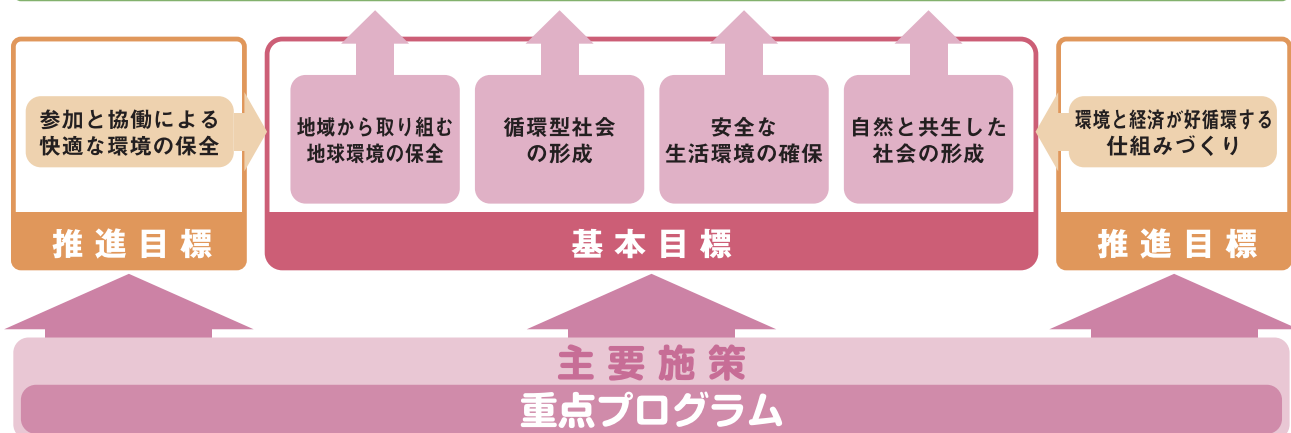 参加と協働による
快適な環境の保全
地域から取り組む
地球環境の保全
循環型社会
の形成
安全な
生活環境の確保
自然と共生した
社会の形成
環境と経済が好循環する
仕組みづくり
推進目標
基本目標
推進目標
主要施策
重点プログラム